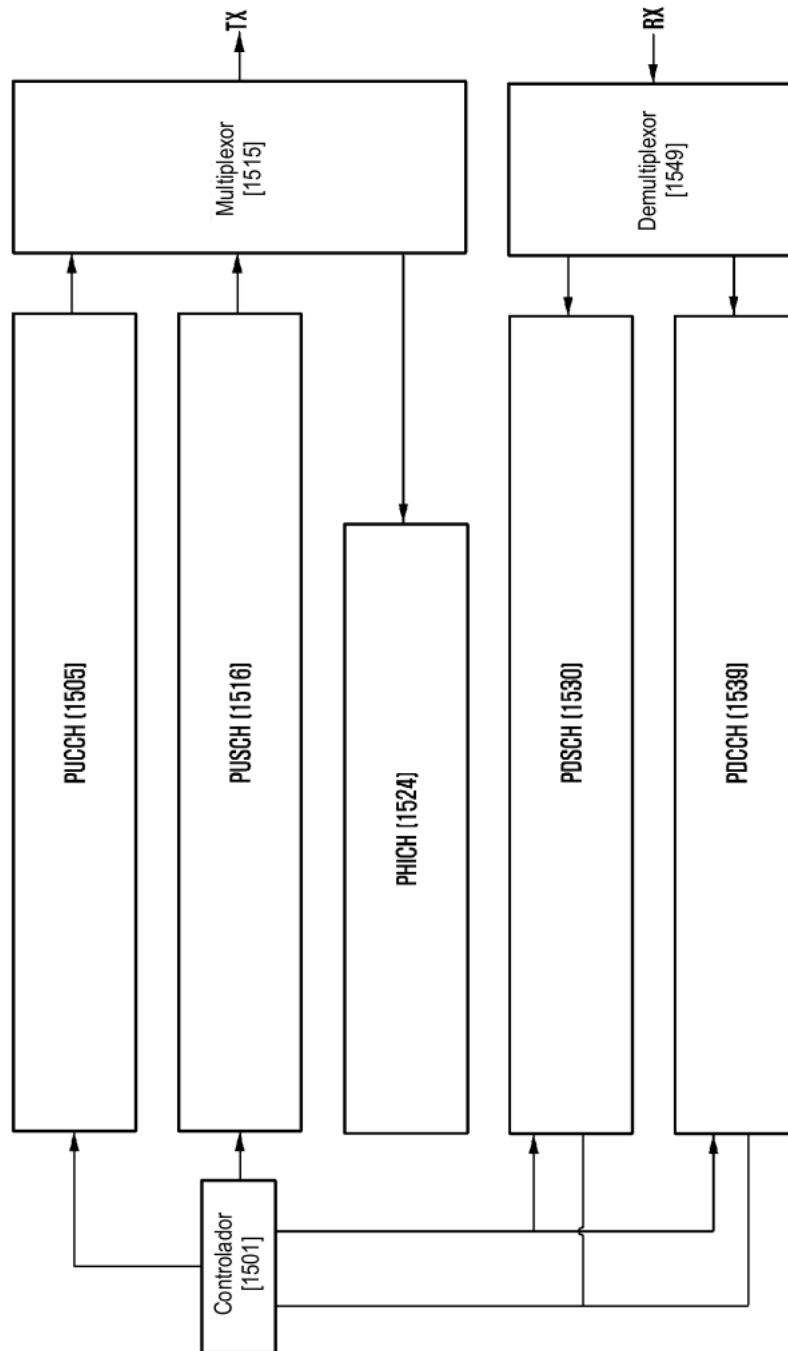 TX
RX
Multiplexor
[1515]
Demultiplexor
[1549]
PUCCH (1505)
PUSCH (1516)
PHICH (1524)
PDSCH (1530)
PDCCH (1539)
Controlador
[1501]